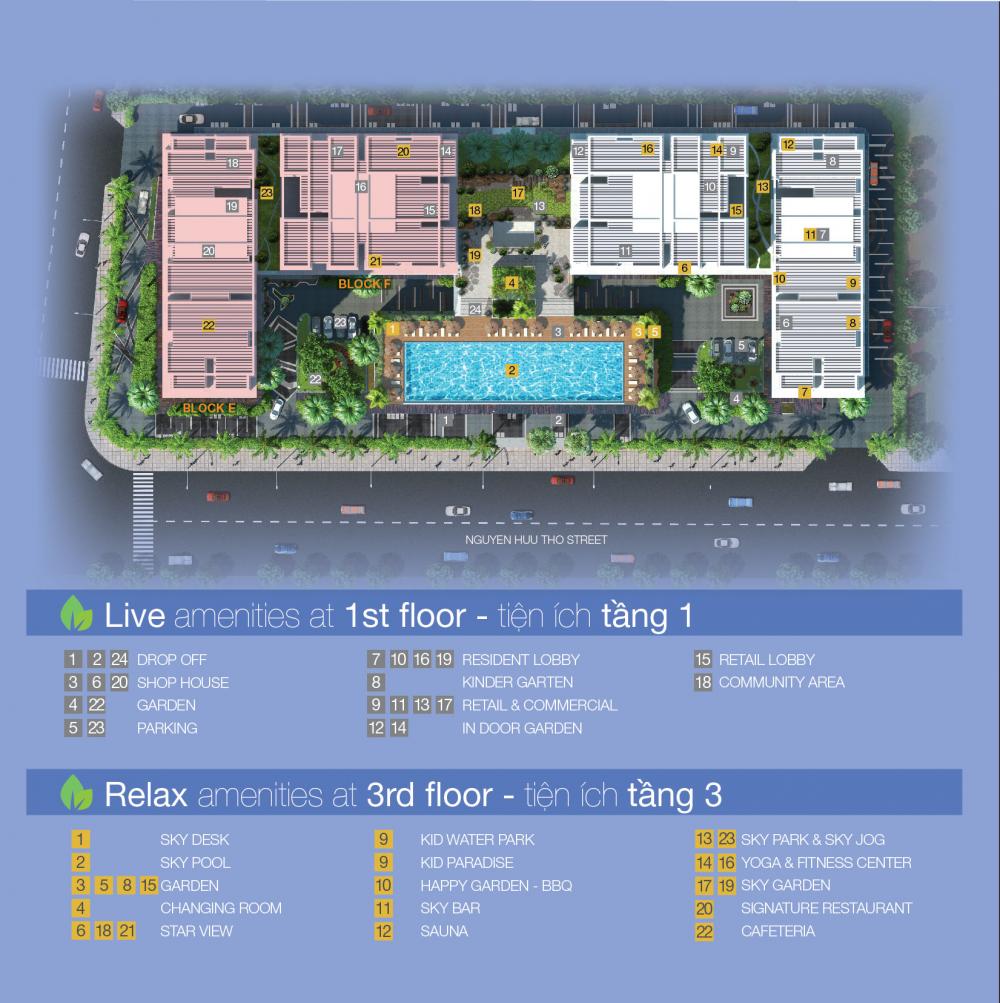 18
17
20
14
12
16
14
9
12
8
23
16
17
10
13
19
18
13
15
15
20
21
19
11
6
11 7
BLOCK F
4
10
9
22
24
1
23
3
3 5
6
8
5
22
2
7
4
BLOCK E
1
2
NGUYEN HUU THO STREET
Live amenities at 1st floor - tiện ích tầng 1
1 2 24 DROP OFF
3 6 20 SHOP HOUSE
4 22 GARDEN
5 23 PARKING
7 10 16 19 RESIDENT LOBBY
8 KINDER GARTEN
9 11 13 17 RETAIL & COMMERCIAL
12 14 IN DOOR GARDEN
15 RETAIL LOBBY
18 COMMUNITY AREA
Relax amenities at 3rd floor - tiện ích tầng 3
1 SKY DESK
2 SKY POOL
3 5 8 15 GARDEN
4 CHANGING ROOM
6 18 21 STAR VIEW
9 KID WATER PARK
9 KID PARADISE
10 HAPPY GARDEN - BBQ
11 SKY BAR
12 SAUNA
13 23 SKY PARK & SKY JOG
14 16 YOGA & FITNESS CENTER
17 19 SKY GARDEN
20 SIGNATURE RESTAURANT
22 CAFETERIA